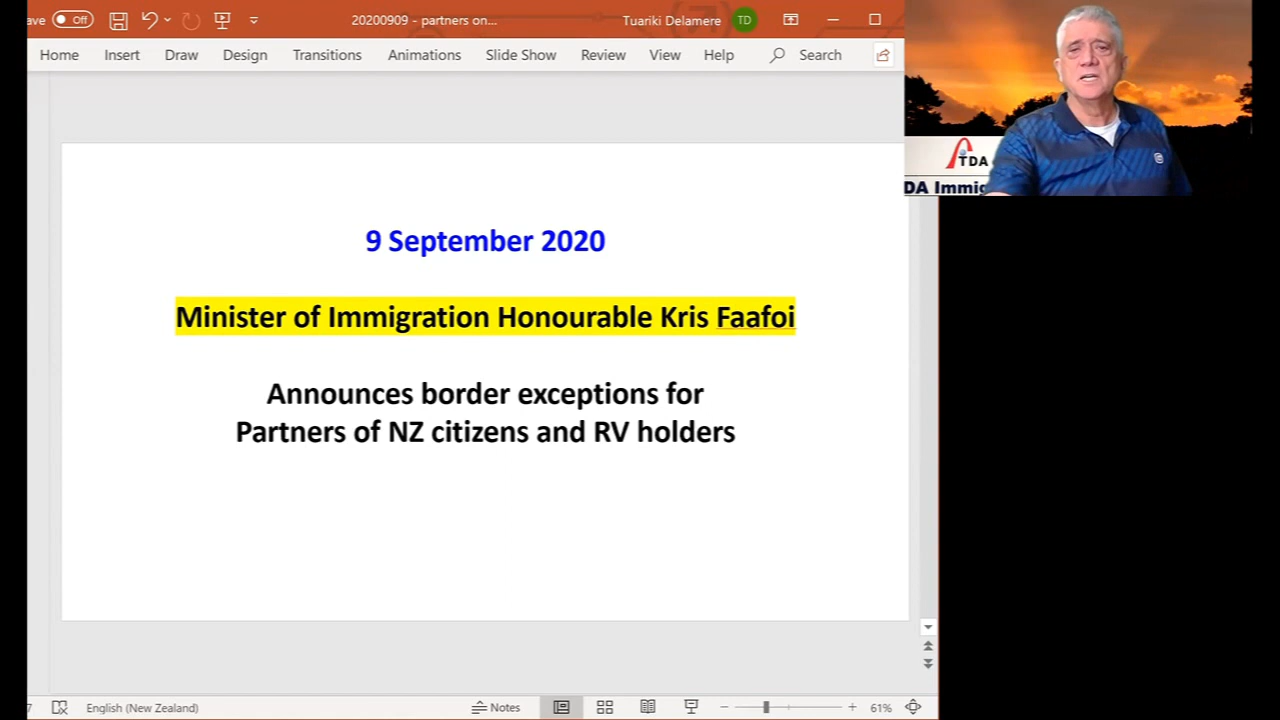 ave Off 20200909 - partners on... Tuariki Delamere TD
Home Insert Draw Design Transitions Animations Slide Show Review View Help Search
TDA
DA Immig
9 September 2020
Minister of Immigration Honourable Kris Faafoi
Announces border exceptions for
Partners of NZ citizens and RV holders
English (New Zealand) Notes 61%